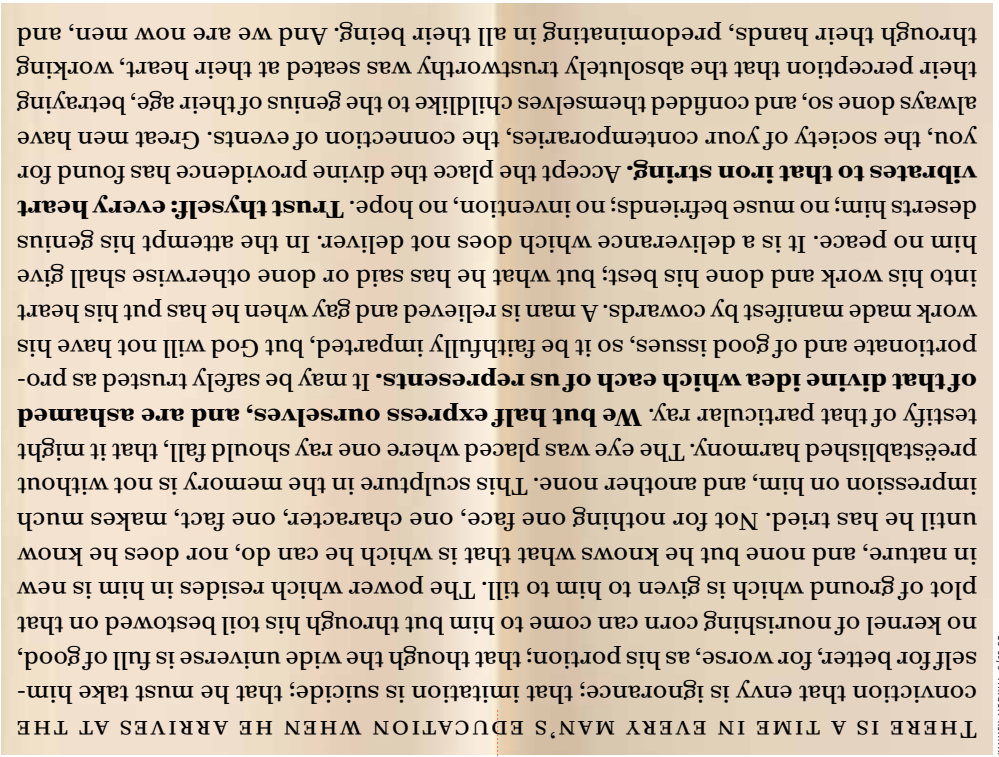 THERE IS A TIME IN EVERY MAN'S EDUCATION WHEN HE ARRIVES AT THE
conviction that envy is ignorance; that imitation is suicide; that he must take him-
self for better, for worse, as his portion; that though the wide universe is full of good,
no kernel of nourishing corn can come to him but through his toil bestowed on that
plot of ground which is given to him to till. The power which resides in him is new
in nature, and none but he knows what that is which he can do, nor does he know
until he has tried. Not for nothing one face, one character, one fact, makes much
impression on him, and another none. This sculpture in the memory is not without
preëstablished harmony. The eye was placed where one ray should fall, that it might
testify of that particular ray. We but half express ourselves, and are ashamed
of that divine idea which each of us represents. It may be safely trusted as pro-
portionate and of good issues, so it be faithfully imparted, but God will not have his
work made manifest by cowards. A man is relieved and gay when he has put his heart
into his work and done his best; but what he has said or done otherwise shall give
him no peace. It is a deliverance which does not deliver. In the attempt his genius
deserts him; no muse befriends; no invention, no hope. Trust thyself: every heart
vibrates to that iron string. Accept the place the divine providence has found for
you, the society of your contemporaries, the connection of events. Great men have
always done so, and confided themselves childlike to the genius of their age, betraying
their perception that the absolutely trustworthy was seated at their heart, working
through their hands, predominating in all their being. And we are now men, and